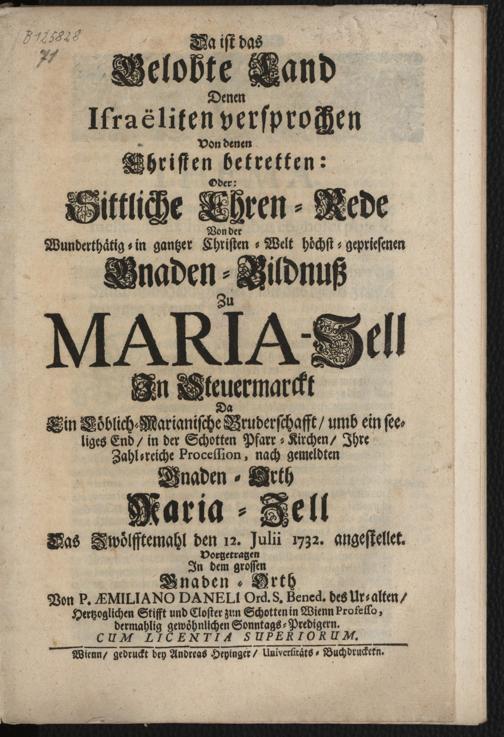 B125828
71
Da ist das
Gelobte Land
Denen
Israëliten versprochen
Von denen
Christen betretten:
Oder:
Sittliche Ehren-Rede
Von der
Wunderthätig-in gantzer Christen-Welt höchst-gepriesenen
Gnaden-Bildnuß
Zu
MARIA-Zell
In Steuermarckt
Da
Ein Löblich-Marianische Bruderschafft / umb ein see-
liges End / in der Schotten Pfarr-Kirchen / Ihre
Zahl-reiche Procession, nach gemeldten
Gnaden-Orth
Maria-Zell
Das Zwölfftemahl den 12. Julii 1732. angestellet.
Vorgetragen
In dem grossen
Gnaden-Orth
Von P. ÆMILIANO DANELI Ord. S. Bened. des Ur-alten /
Hertzoglichen Stifft und Closter zun Schotten in Wienn Professo,
dermahlig gewöhnlichen Sonntags-Predigern.
CUM LICENTIA SUPERIORUM.
Wienn / gedruckt bey Andreas Heyinger / Universitäts-Buchdruckern.